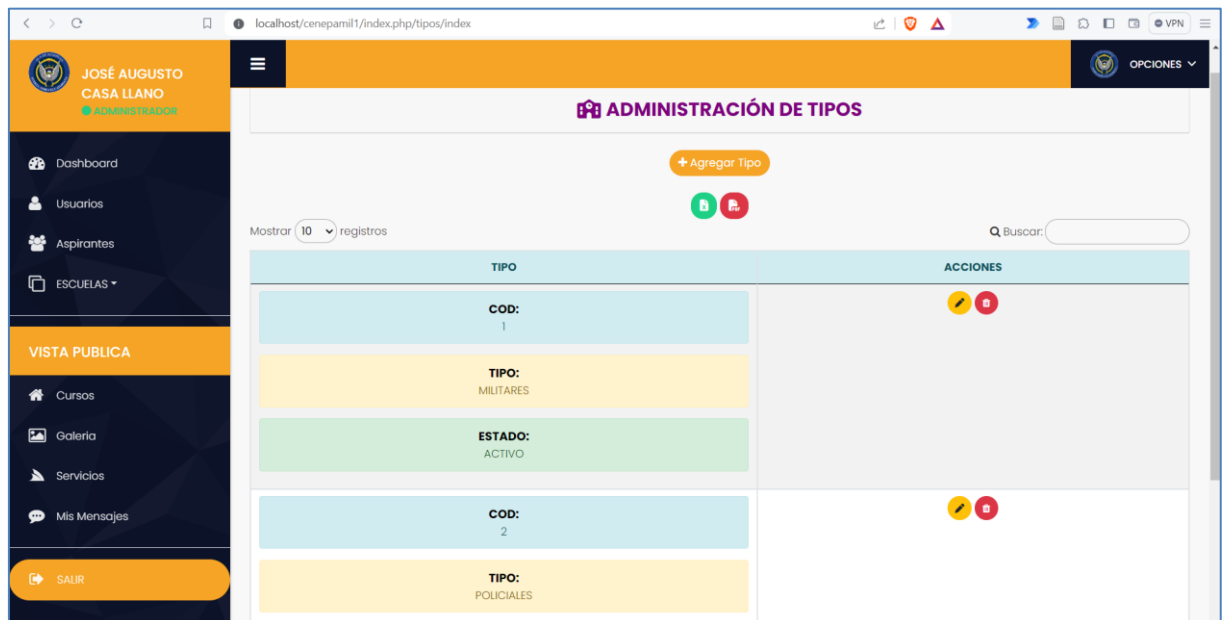 localhost/cenepamil1/index.php/tipos/index
VPN
JOSÉ AUGUSTO
CASA LLANO
ADMINISTRADOR
OPCIONES
ADMINISTRACIÓN DE TIPOS
Dashboard
Usuarios
Aspirantes
ESCUELAS
VISTA PUBLICA
Cursos
Galeria
Servicios
Mis Mensajes
SALIR
+ Agregar Tipo
Mostrar 10 registros
Buscar:
TIPO ACCIONES
COD:
1
TIPO:
MILITARES
ESTADO:
ACTIVO
COD:
2
TIPO:
POLICIALES